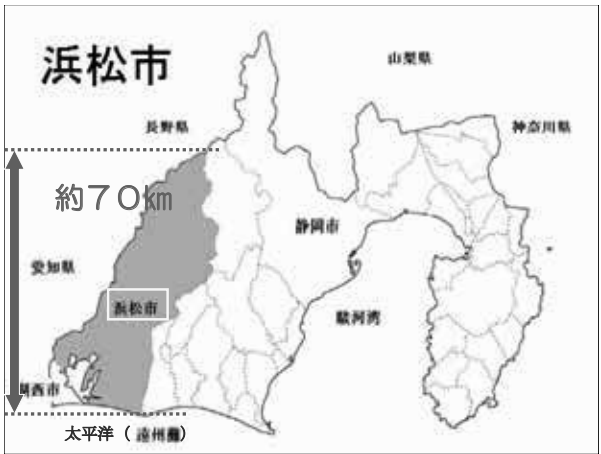 浜松市
山梨県
長野県
神奈川県
約70km
静岡市
愛知県
浜松市
駿河湾
湖西市
太平洋(遠州灘)